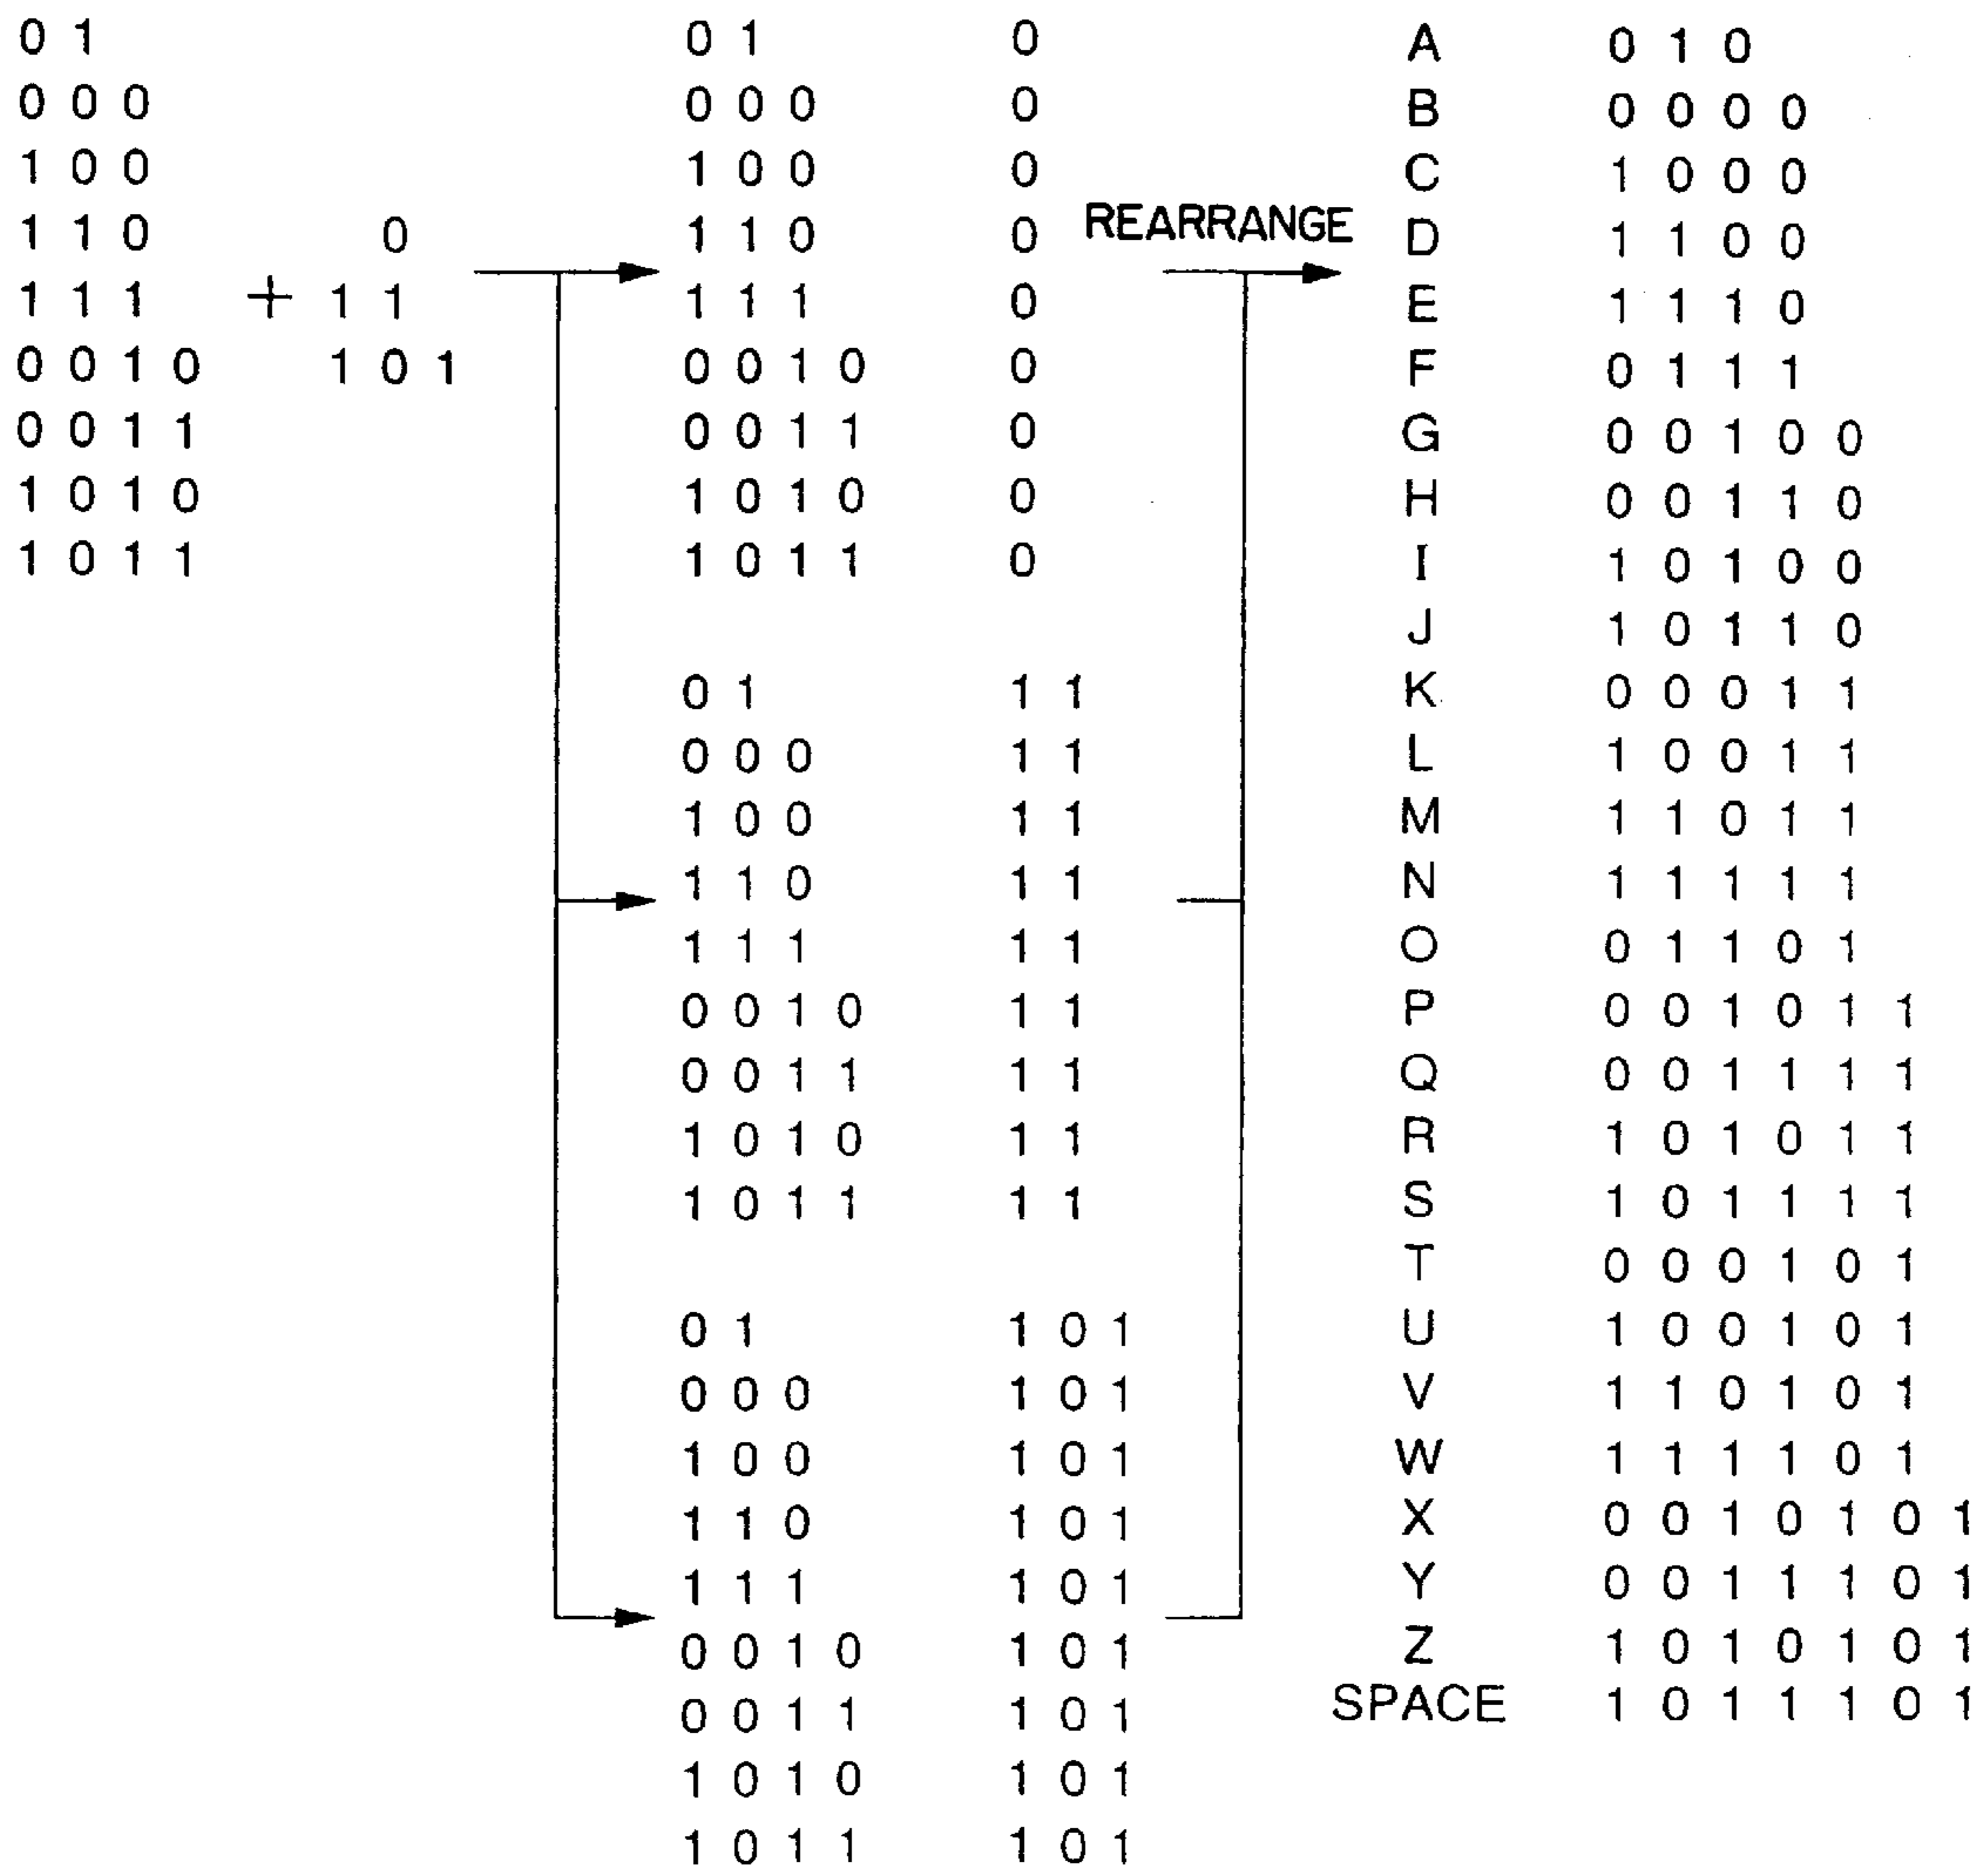 0 1
0 0 0
1 0 0
1 1 0
1 1 1
0 0 1 0
0 0 1 1
1 0 1 0
1 0 1 1
0
+ 1 1
1 0 1
0 1 0
0 0 0 0
1 0 0 0
1 1 0 0
1 1 1 0
0 0 1 0 0
0 0 1 1 0
1 0 1 0 0
1 0 1 1 0
0 1 1 1
0 0 0 1 1
1 0 0 1 1
1 1 0 1 1
1 1 1 1 1
0 0 1 0 1 1
0 0 1 1 1 1
1 0 1 0 1 1
1 0 1 1 1 1
0 1 1 0 1
0 0 0 1 0 1
1 0 0 1 0 1
1 1 0 1 0 1
1 1 1 1 0 1
0 0 1 0 1 0 1
0 0 1 1 1 0 1
1 0 1 0 1 0 1
1 0 1 1 1 0 1
REARRANGE
A 0 1 0
B 0 0 0 0
C 1 0 0 0
D 1 1 0 0
E 1 1 1 0
F 0 1 1 1
G 0 0 1 0 0
H 0 0 1 1 0
I 1 0 1 0 0
J 1 0 1 1 0
K 0 0 0 1 1
L 1 0 0 1 1
M 1 1 0 1 1
N 1 1 1 1 1
O 0 1 1 0 1
P 0 0 1 0 1 1
Q 0 0 1 1 1 1
R 1 0 1 0 1 1
S 1 0 1 1 1 1
T 0 0 0 1 0 1
U 1 0 0 1 0 1
V 1 1 0 1 0 1
W 1 1 1 1 0 1
X 0 0 1 0 1 0 1
Y 0 0 1 1 1 0 1
Z 1 0 1 0 1 0 1
SPACE 1 0 1 1 1 0 1